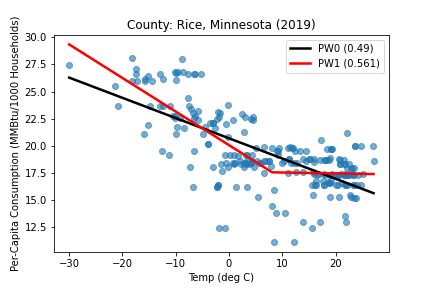 County: Rice, Minnesota (2019)
Per-Capita Consumption (MMBtu/1000 Households)
30.0
27.5
25.0
22.5
20.0
17.5
15.0
12.5
PW0 (0.49)
PW1 (0.561)
−30 −20 −10 0 10 20
Temp (deg C)